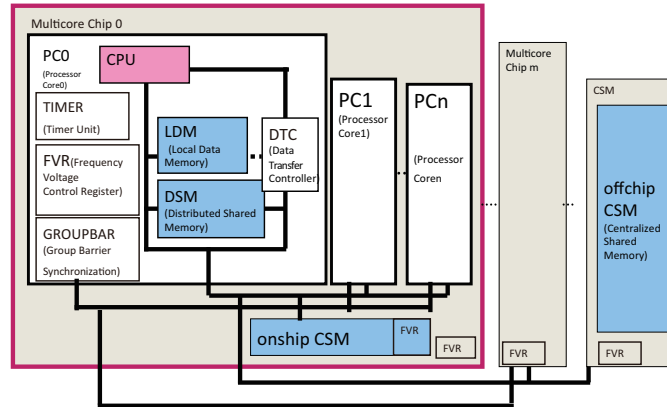 Multicore Chip 0
PC0
(Processor
Core0)
CPU
TIMER
(Timer Unit)
FVR(Frequency
Voltage
Control Register)
GROUPBAR
(Group Barrier
Synchronization)
LDM
(Local Data
Memory)
DSM
(Distributed Shared
Memory)
DTC
(Data
Transfer
Controller)
PC1
(Processor
Core1)
PCn
(Processor
Coren)
onship CSM
FVR
FVR
Multicore
Chip m
FVR
CSM
offchip
CSM
(Centralized
Shared
Memory)
FVR